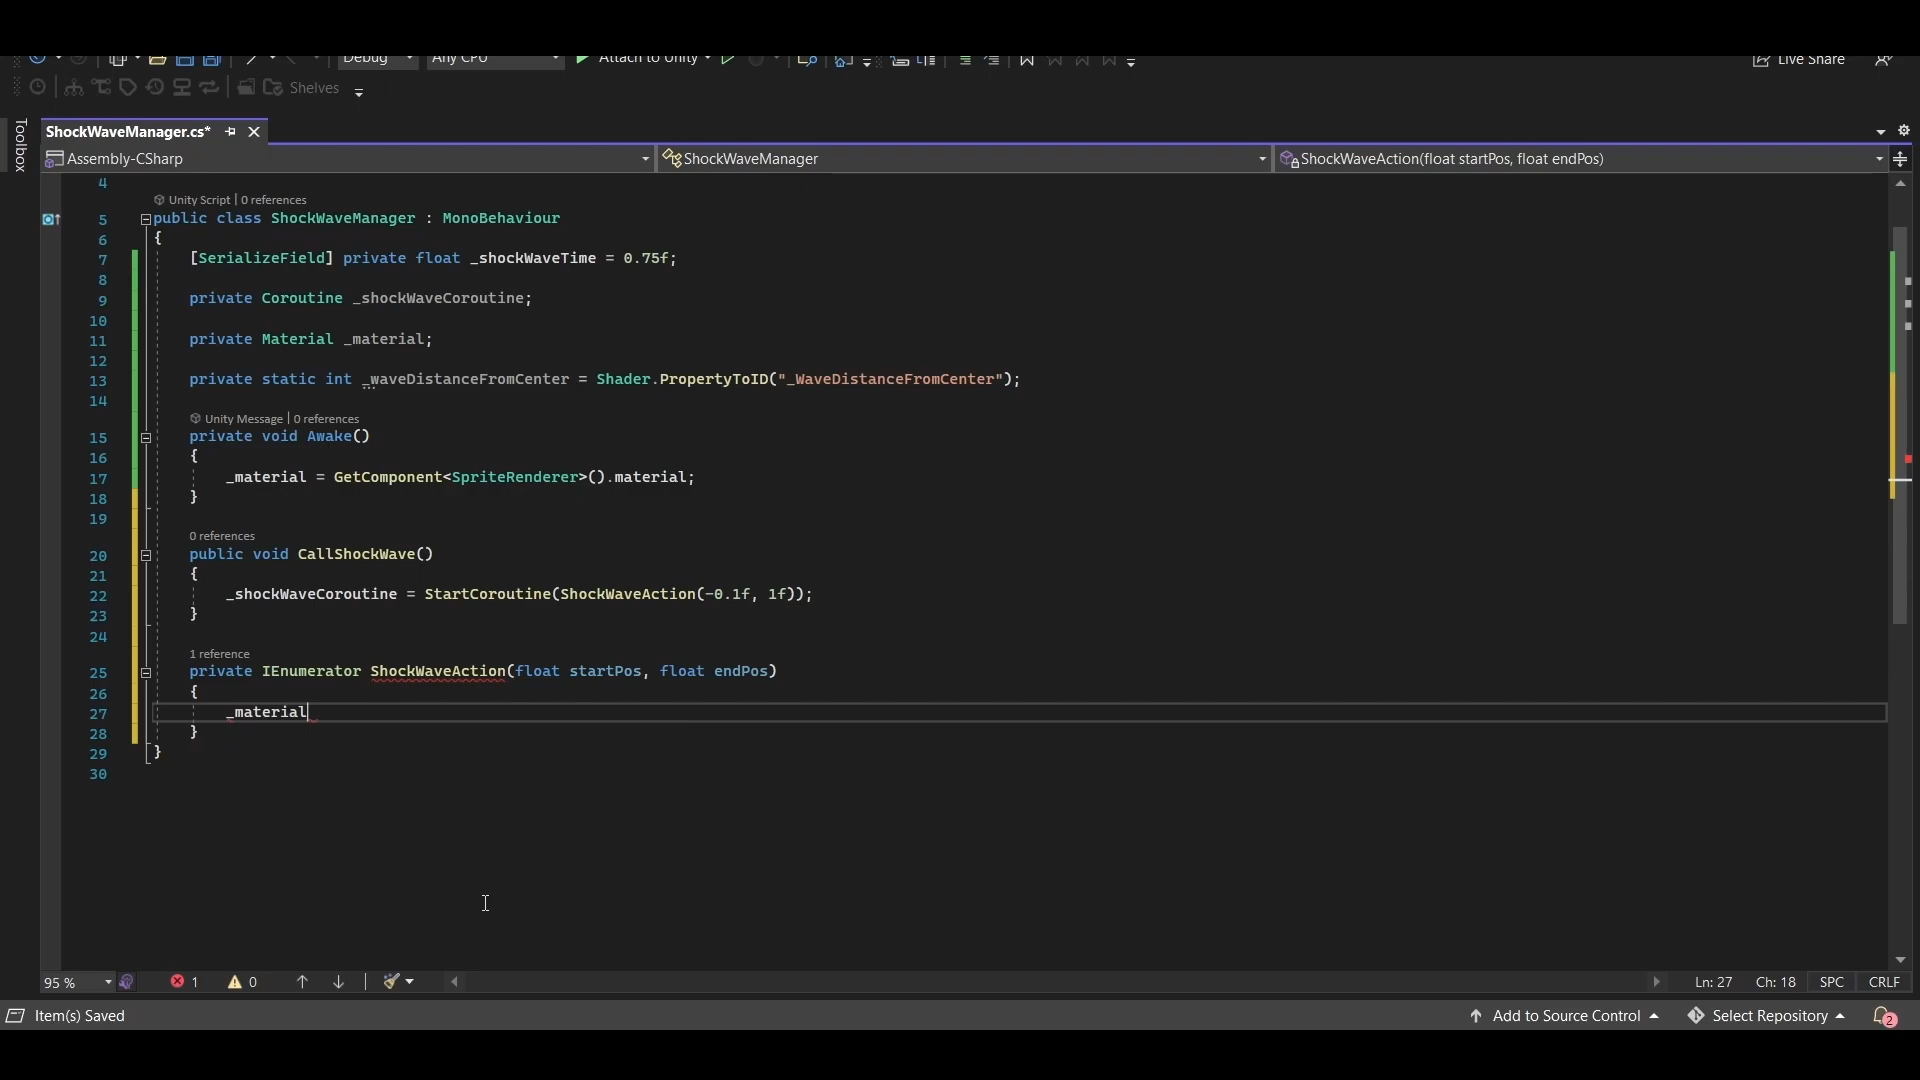 Debug Any CPU Attach to Unity Live Share
Shelves
Toolbox
ShockWaveManager.cs*
Assembly-CSharp ShockWaveManager ShockWaveAction(float startPos, float endPos)
4
Unity Script | 0 references
5 public class ShockWaveManager : MonoBehaviour
6 {
7 [SerializeField] private float _shockWaveTime = 0.75f;
8
9 private Coroutine _shockWaveCoroutine;
10
11 private Material _material;
12
13 private static int _waveDistanceFromCenter = Shader.PropertyToID("_WaveDistanceFromCenter");
14
Unity Message | 0 references
15 private void Awake()
16 {
17 _material = GetComponent<SpriteRenderer>().material;
18 }
19
0 references
20 public void CallShockWave()
21 {
22 _shockWaveCoroutine = StartCoroutine(ShockWaveAction(-0.1f, 1f));
23 }
24
1 reference
25 private IEnumerator ShockWaveAction(float startPos, float endPos)
26 {
27 _material
28 }
29 }
30
95 % 1 0 Ln: 27 Ch: 18 SPC CRLF
Item(s) Saved Add to Source Control Select Repository 2